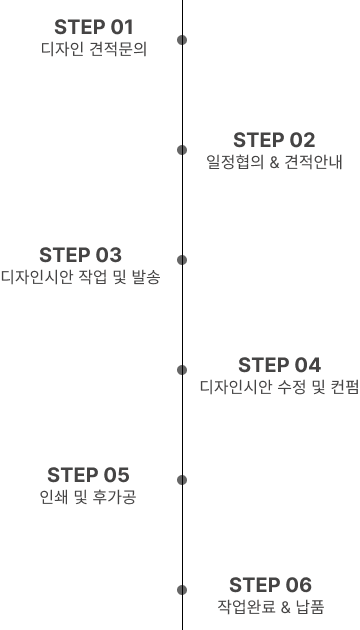 STEP 01
디자인 견적문의
STEP 02
일정협의 & 견적안내
STEP 03
디자인시안 작업 및 발송
STEP 04
디자인시안 수정 및 컨펌
STEP 05
인쇄 및 후가공
STEP 06
작업완료 & 납품